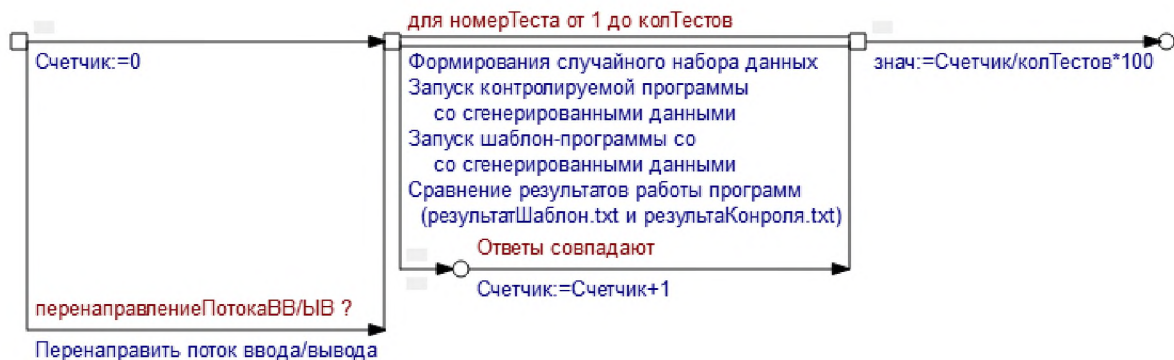 для номерТеста от 1 до колТестов
Счетчик:=0
Формирования случайного набора данных
Запуск контролируемой программы
со сгенерированными данными
Запуск шаблон-программы со
со сгенерированными данными
Сравнение результатов работы программ
(результатШаблон.txt и результаКонроля.txt)
знач:=Счетчик/колТестов*100
Ответы совпадают
Счетчик:=Счетчик+1
перенаправлениеПотокаВВ/ЫВ ?
Перенаправить поток ввода/вывода